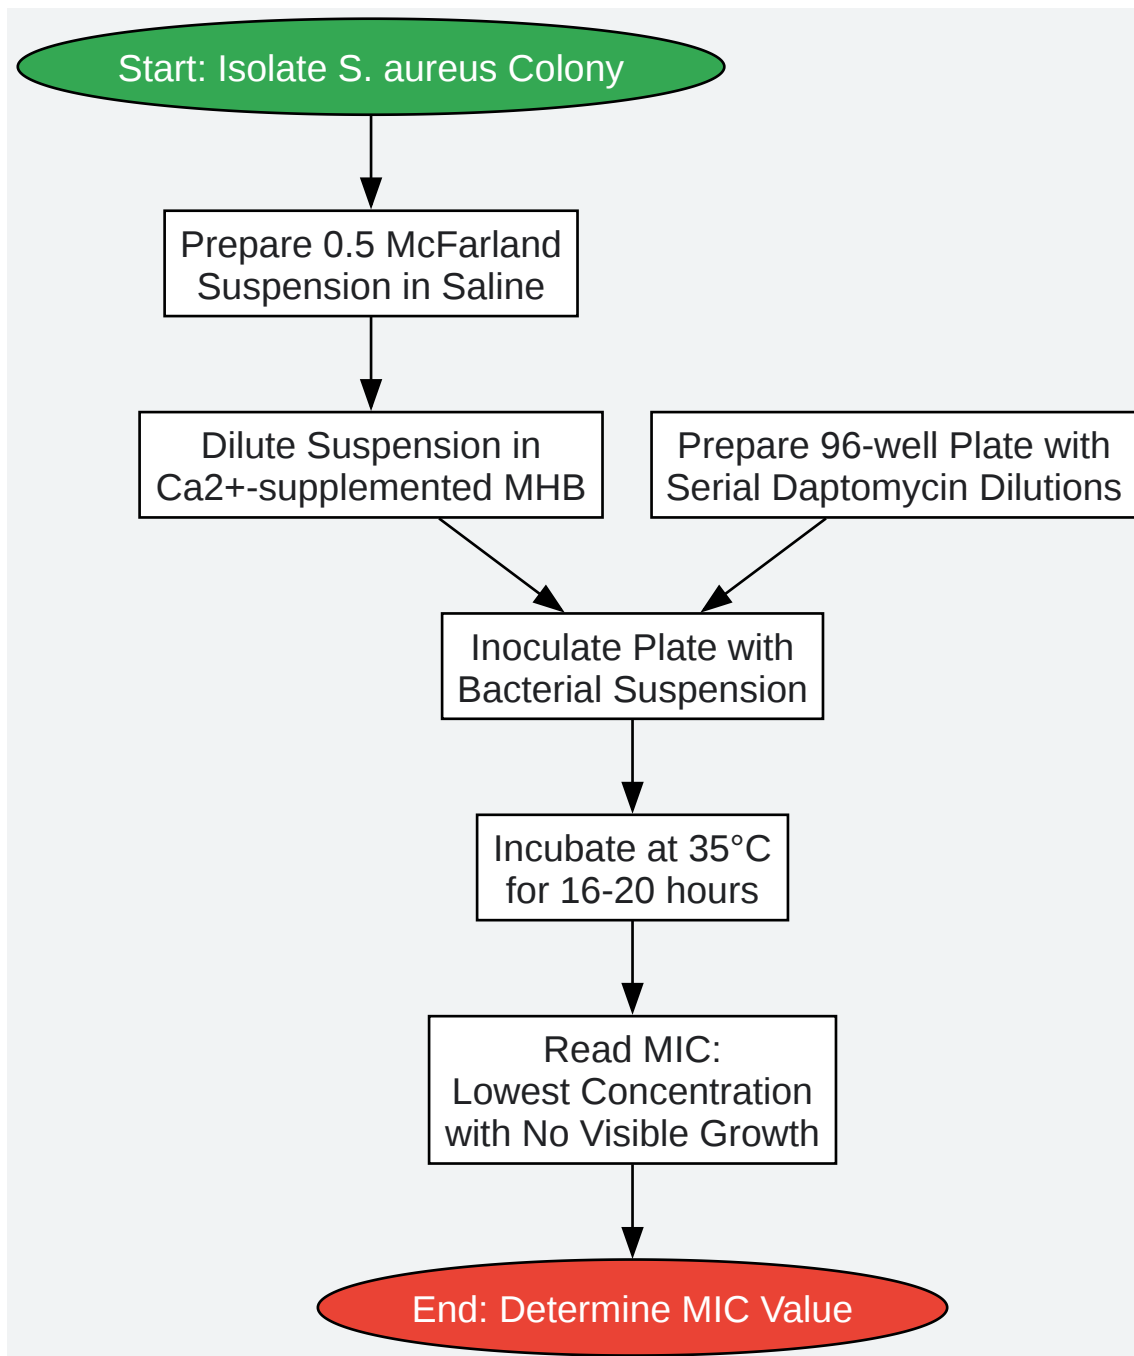 Start: Isolate S. aureus Colony
Prepare 0.5 McFarland
Suspension in Saline
Dilute Suspension in
Ca2+-supplemented MHB
Prepare 96-well Plate with
Serial Daptomycin Dilutions
Inoculate Plate with
Bacterial Suspension
Incubate at 35°C
for 16-20 hours
Read MIC:
Lowest Concentration
with No Visible Growth
End: Determine MIC Value